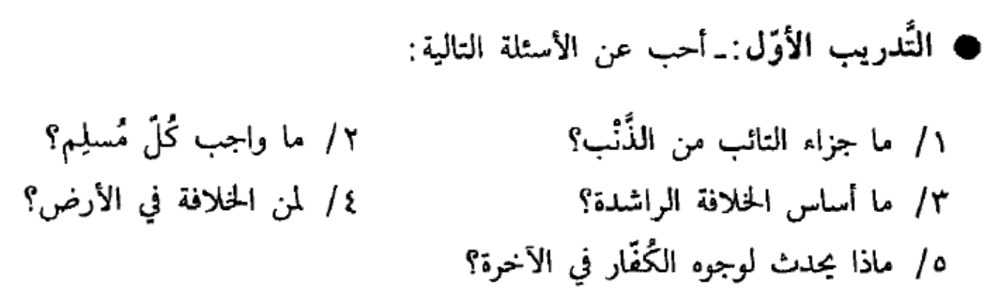 ● التَّدريب الأوّل:ـ أحب عن الأسئلة التالية:
١/ ما جزاء التائب من الذَّنْب؟ ٢/ ما واجب كُلّ مُسلِم؟
٣/ ما أساس الخلافة الراشدة؟ ٤/ لمن الخلافة في الأرض؟
٥/ ماذا يحدث لوجوه الكُفّار في الآخرة؟